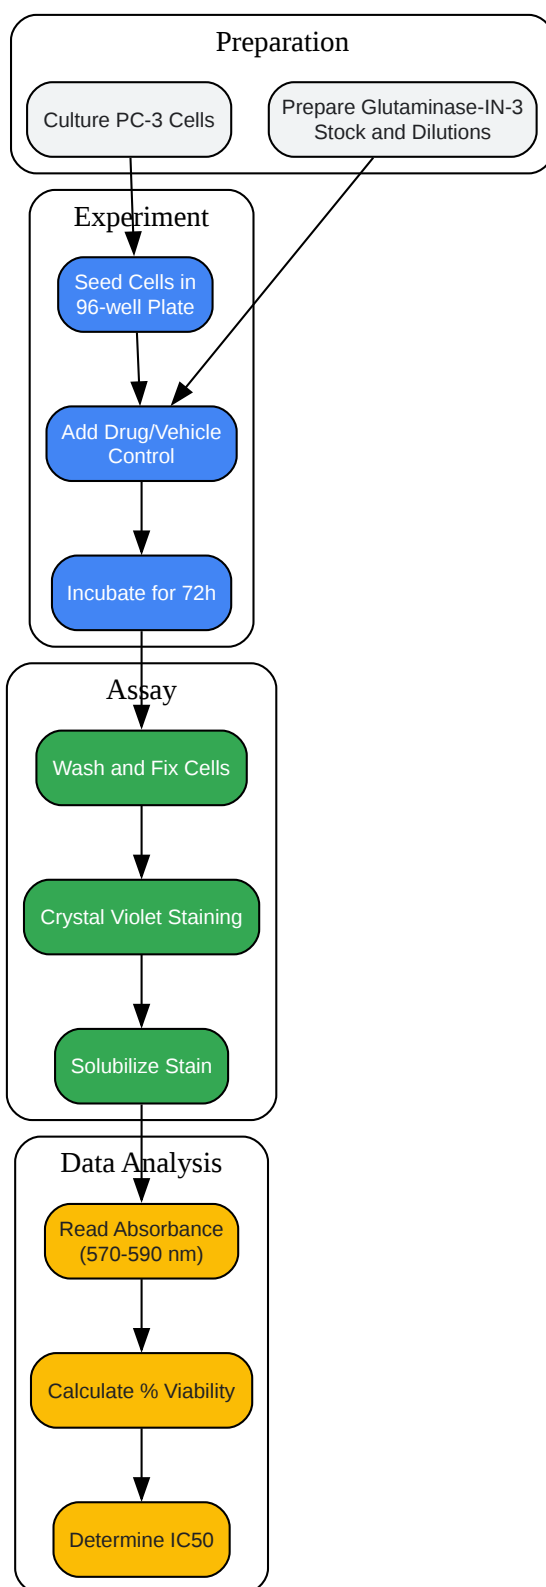 Preparation
Culture PC-3 Cells
Prepare Glutaminase-IN-3
Stock and Dilutions
Experiment
Seed Cells in
96-well Plate
Add Drug/Vehicle
Control
Incubate for 72h
Assay
Wash and Fix Cells
Crystal Violet Staining
Solubilize Stain
Data Analysis
Read Absorbance
(570-590 nm)
Calculate % Viability
Determine IC50